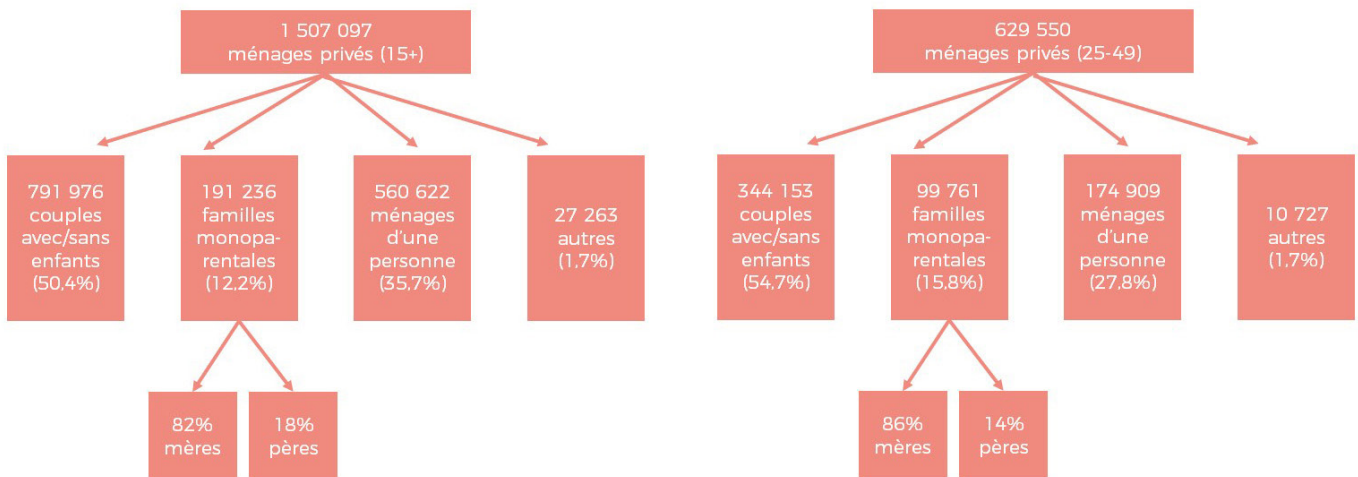 1 507 097
ménages privés (15+)
791 976
couples
avec/sans
enfants
(50,4%)
191 236
familles
monopa-
rentales
(12,2%)
560 622
ménages
d'une
personne
(35,7%)
27 263
autres
(1,7%)
82%
mères
18%
pères
629 550
ménages privés (25-49)
344 153
couples
avec/sans
enfants
(54,7%)
99 761
familles
monopa-
rentales
(15,8%)
174 909
ménages
d'une
personne
(27,8%)
10 727
autres
(1,7%)
86%
mères
14%
pères